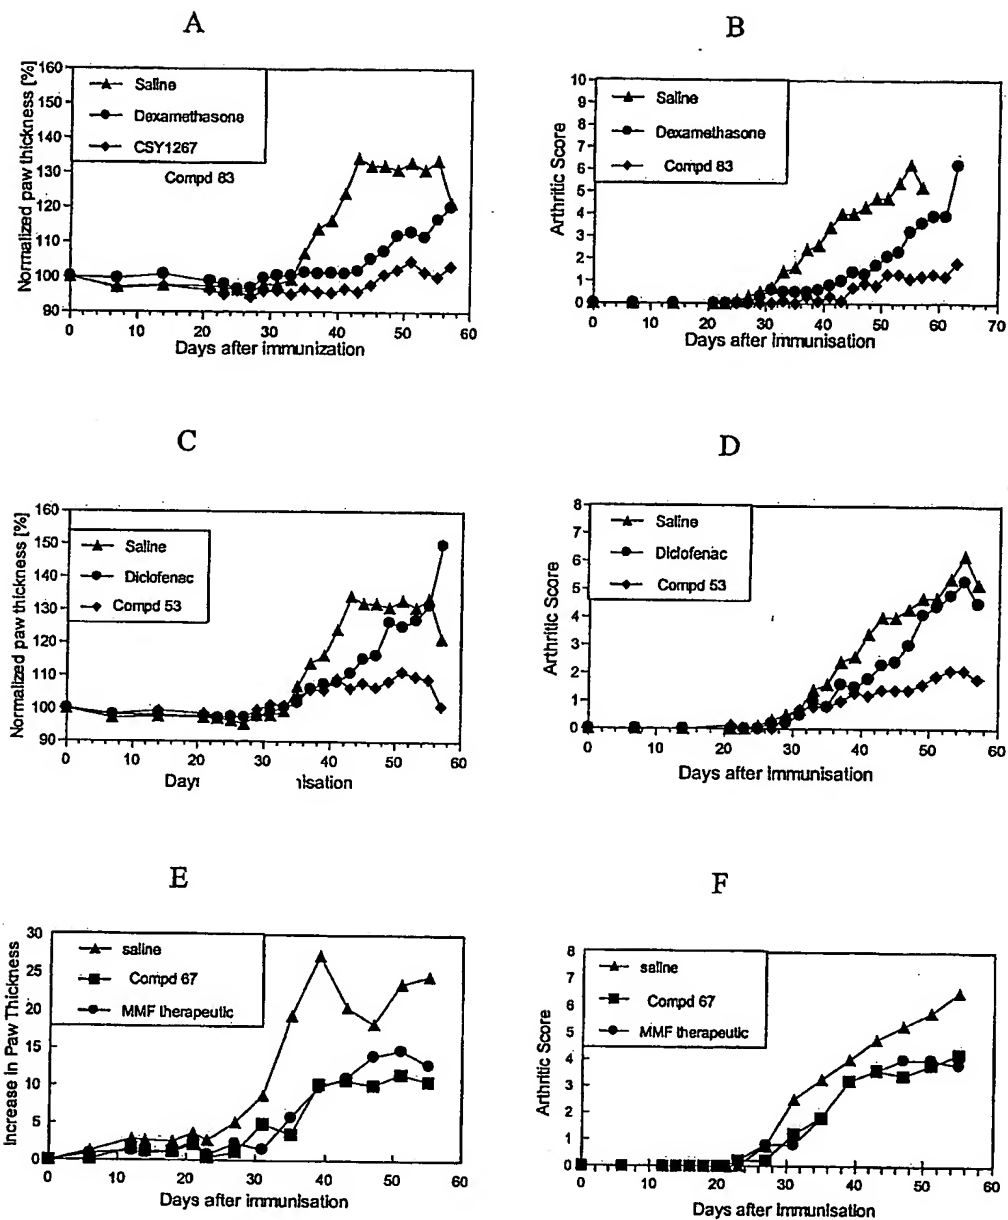 A
Normalized paw thickness [%]
160
150
140
130
120
110
100
90
Saline
Dexamethasone
CSY1267
Compd 83
0 10 20 30 40 50 60
Days after immunization
B
Arthritic Score
10
9
8
7
6
5
4
3
2
1
0
Saline
Dexamethasone
Compd 83
0 10 20 30 40 50 60 70
Days after Immunisation
C
Normalized paw thickness [%]
160
150
140
130
120
110
100
90
Saline
Diclofenac
Compd 53
0 10 20 30 40 50 60
D
Arthritic Score
8
7
6
5
4
3
2
1
0
Saline
Diclofenac
Compd 53
0 10 20 30 40 50 60
Days after Immunisation
E
Increase in Paw Thickness
30
25
20
15
10
5
0
saline
Compd 67
MMF therapeutic
0 10 20 30 40 50 60
Days after immunisation
F
Arthritic Score
8
7
6
5
4
3
2
1
0
saline
Compd 67
MMF therapeutic
0 10 20 30 40 50 60
Days after immunisation